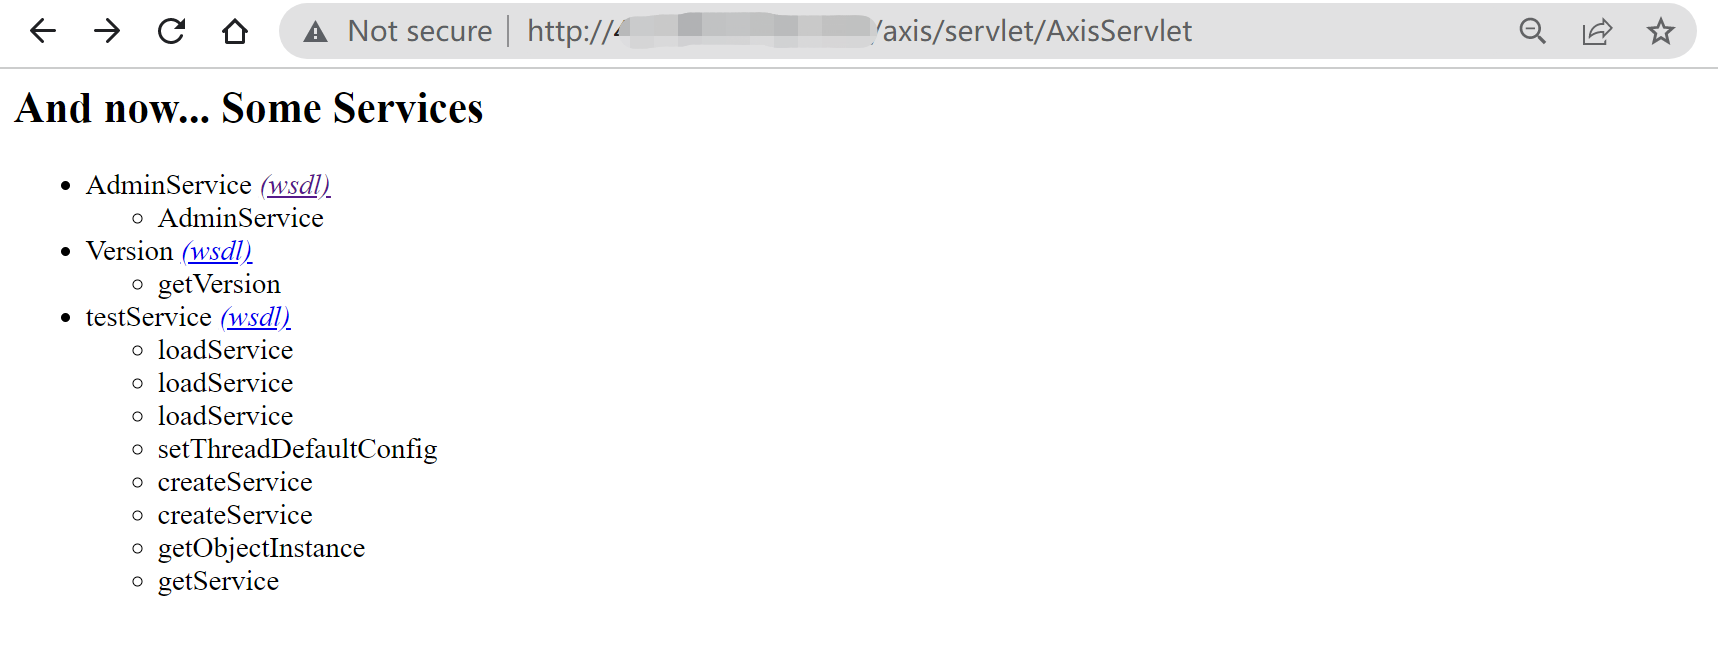 Not secure http:// /axis/servlet/AxisServlet
And now... Some Services
AdminService (wsdl)
AdminService
Version (wsdl)
getVersion
testService (wsdl)
loadService
loadService
loadService
setThreadDefaultConfig
createService
createService
getObjectInstance
getService